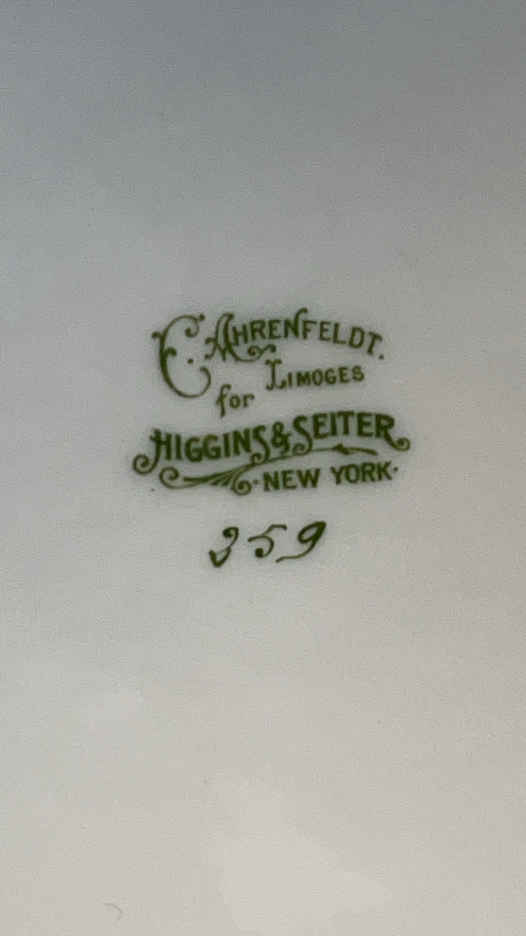 C. AHRENFELDT.
LIMOGES
for
HIGGINS & SEITER
·NEW YORK·
359